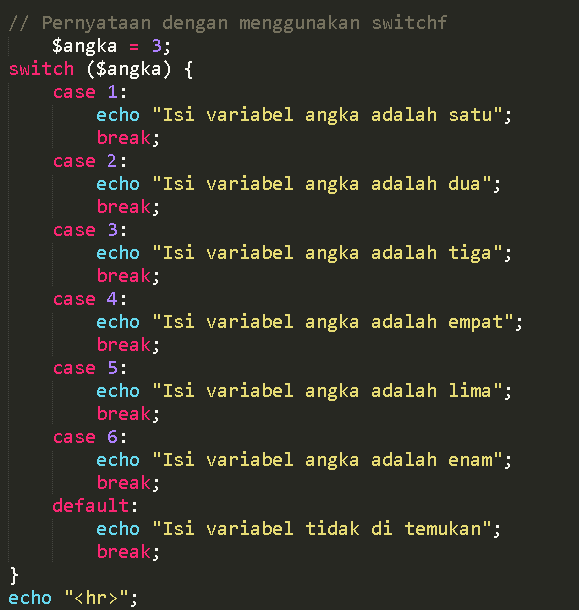 // Pernyataan dengan menggunakan switchf
    $angka = 3;
switch ($angka) {
    case 1:
        echo "Isi variabel angka adalah satu";
        break;
    case 2:
        echo "Isi variabel angka adalah dua";
        break;
    case 3:
        echo "Isi variabel angka adalah tiga";
        break;
    case 4:
        echo "Isi variabel angka adalah empat";
        break;
    case 5:
        echo "Isi variabel angka adalah lima";
        break;
    case 6:
        echo "Isi variabel angka adalah enam";
        break;
    default:
        echo "Isi variabel tidak di temukan";
        break;
}
echo "<hr>";